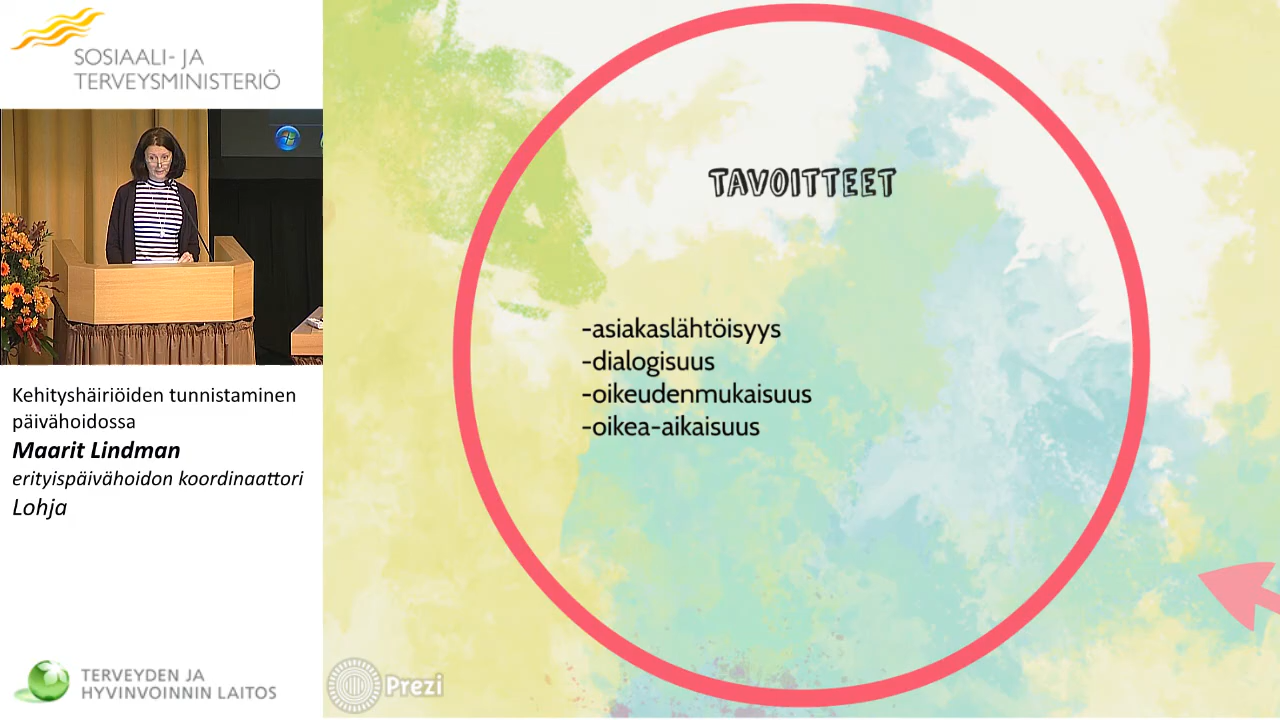 SOSIAALI- JA
TERVEYSMINISTERIÖ
Kehityshäiriöiden tunnistaminen
päivähoidossa
Maarit Lindman
erityispäivähoidon koordinaattori
Lohja
TERVEYDEN JA
HYVINVOINNIN LAITOS
TAVOITTEET
-asiakaslähtöisyys
-dialogisuus
-oikeudenmukaisuus
-oikea-aikaisuus
Prezi